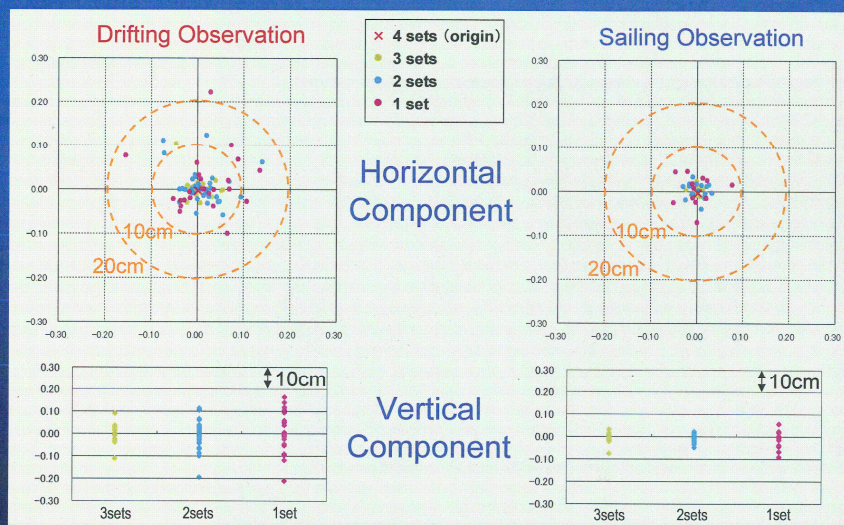 Drifting Observation
× 4 sets (origin)
3 sets
2 sets
1 set
Sailing Observation
0.30
0.20
0.10
0.00
−0.10
−0.20
−0.30
−0.30 −0.20 −0.10 0.00 0.10 0.20 0.30
10cm
20cm
Horizontal
Component
0.30
0.20
0.10
0.00
−0.10
−0.20
−0.30
−0.30 −0.20 −0.10 0.00 0.10 0.20 0.30
10cm
20cm
0.30
0.20
0.10
0.00
−0.10
−0.20
−0.30
10cm
3sets 2sets 1set
Vertical
Component
0.30
0.20
0.10
0.00
−0.10
−0.20
−0.30
10cm
3sets 2sets 1set